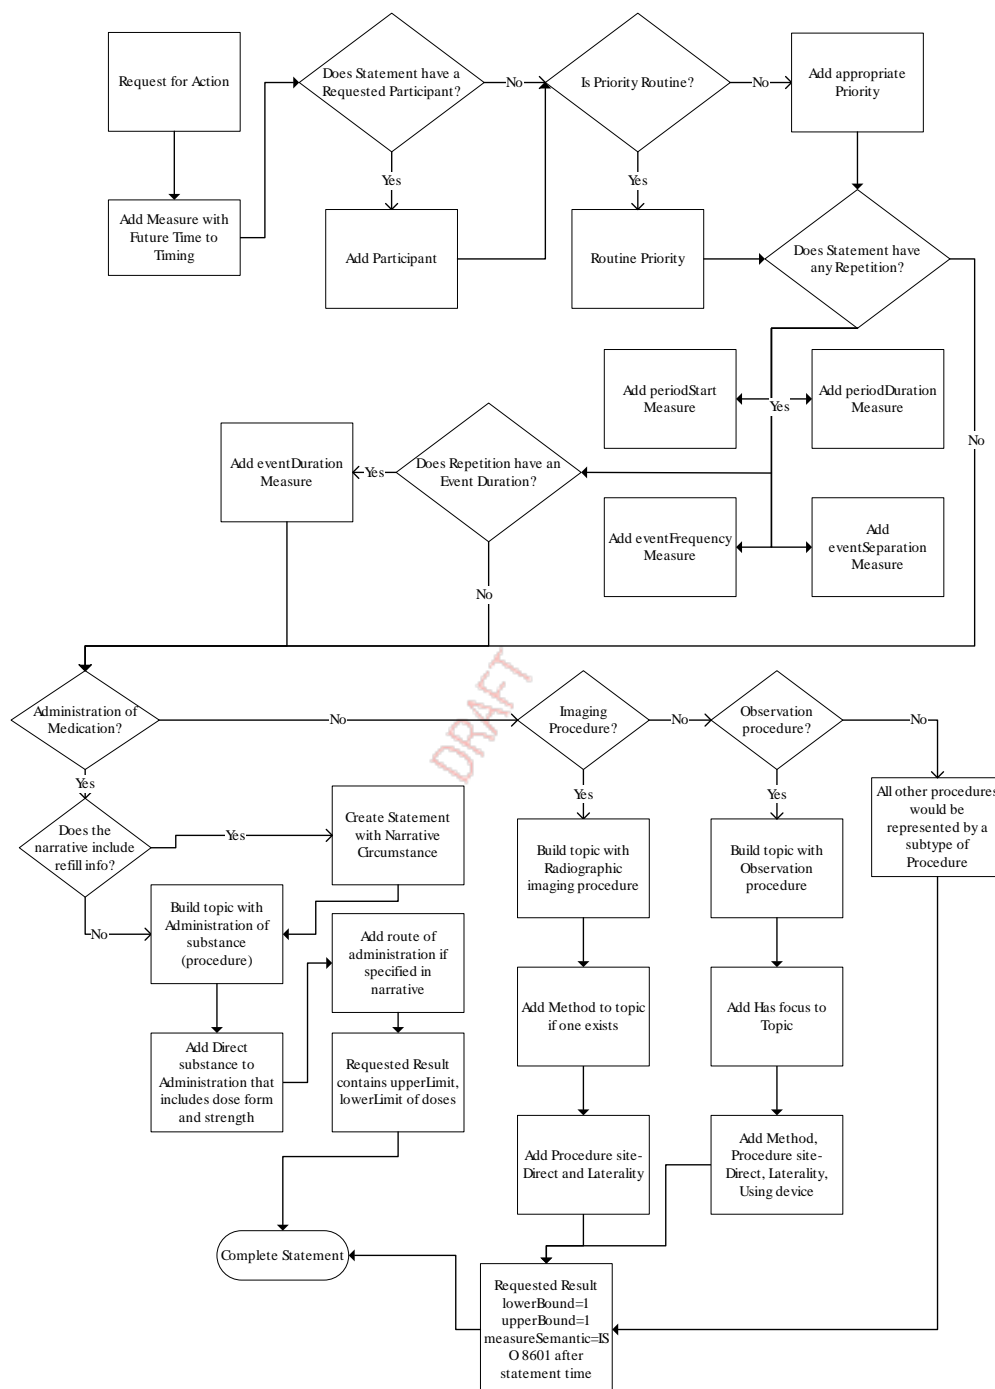 Request for Action
Does Statement have a
Requested Participant?
No
Is Priority Routine?
No
Add appropriate
Priority
Yes
Yes
Add Measure with
Future Time to
Timing
Add Participant
Routine Priority
Does Statement have
any Repetition?
Add periodStart
Measure
Yes
Add periodDuration
Measure
No
Add eventDuration
Measure
Yes
Does Repetition have an
Event Duration?
Add eventFrequency
Measure
Add
eventSeparation
Measure
No
DRAFT
Administration of
Medication?
No
Imaging
Procedure?
No
Observation
procedure?
No
Yes
Yes
Yes
All other procedures
would be
represented by a
subtype of
Procedure
Does the
narrative include
refill info?
Yes
Create Statement
with Narrative
Circumstance
Build topic with
Radiographic
imaging procedure
Build topic with
Observation
procedure
No
Build topic with
Administration of
substance
(procedure)
Add route of
administration if
specified in
narrative
Add Method to topic
if one exists
Add Has focus to
Topic
Add Direct
substance to
Administration that
includes dose form
and strength
Requested Result
contains upperLimit,
lowerLimit of doses
Add Procedure site-
Direct and Laterality
Add Method,
Procedure site-
Direct, Laterality,
Using device
Complete Statement
Requested Result
lowerBound=1
upperBound=1
measureSemantic=IS
O 8601 after
statement time